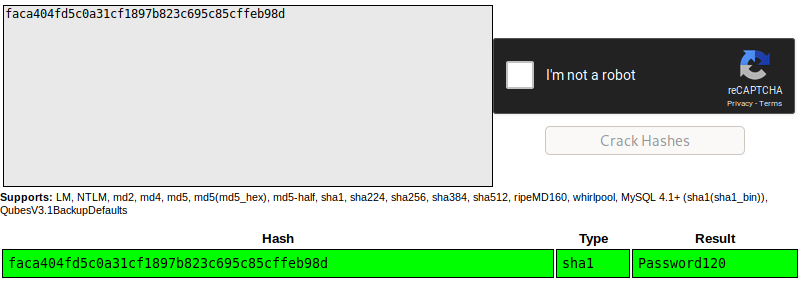 faca404fd5c0a31cf1897b823c695c85cffeb98d
I'm not a robot
reCAPTCHA
Privacy - Terms
Crack Hashes
Supports: LM, NTLM, md2, md4, md5, md5(md5_hex), md5-half, sha1, sha224, sha256, sha384, sha512, ripeMD160, whirlpool, MySQL 4.1+ (sha1(sha1_bin)),
QubesV3.1BackupDefaults
Hash Type Result
faca404fd5c0a31cf1897b823c695c85cffeb98d sha1 Password120